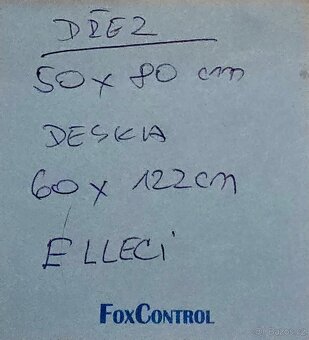 DŘEZ
50 x 80 cm
DESKA
60 x 122 cm
ELLECI
FOXCONTROL